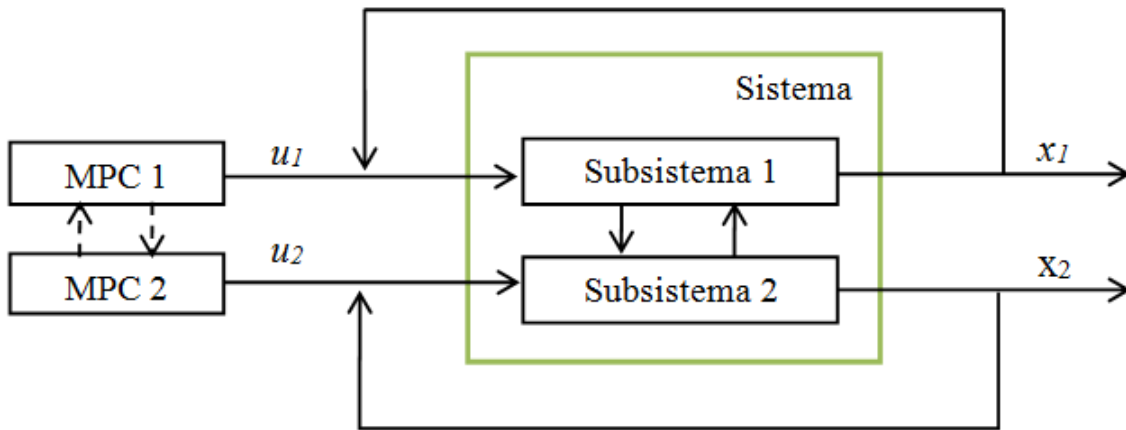 Sistema
MPC 1
u1
Subsistema 1
x1
MPC 2
u2
Subsistema 2
x2